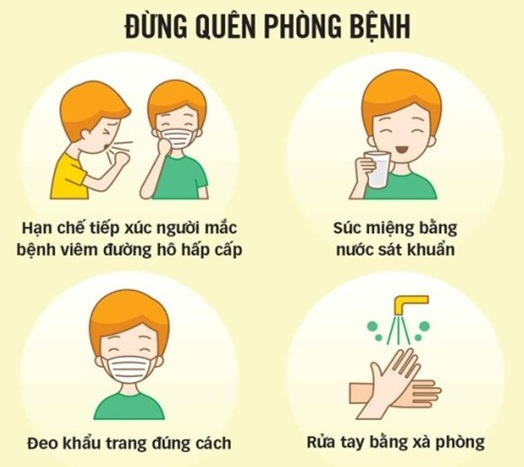 ĐỪNG QUÊN PHÒNG BỆNH
Hạn chế tiếp xúc người mắc
bệnh viêm đường hô hấp cấp
Súc miệng bằng
nước sát khuẩn
Đeo khẩu trang đúng cách
Rửa tay bằng xà phòng